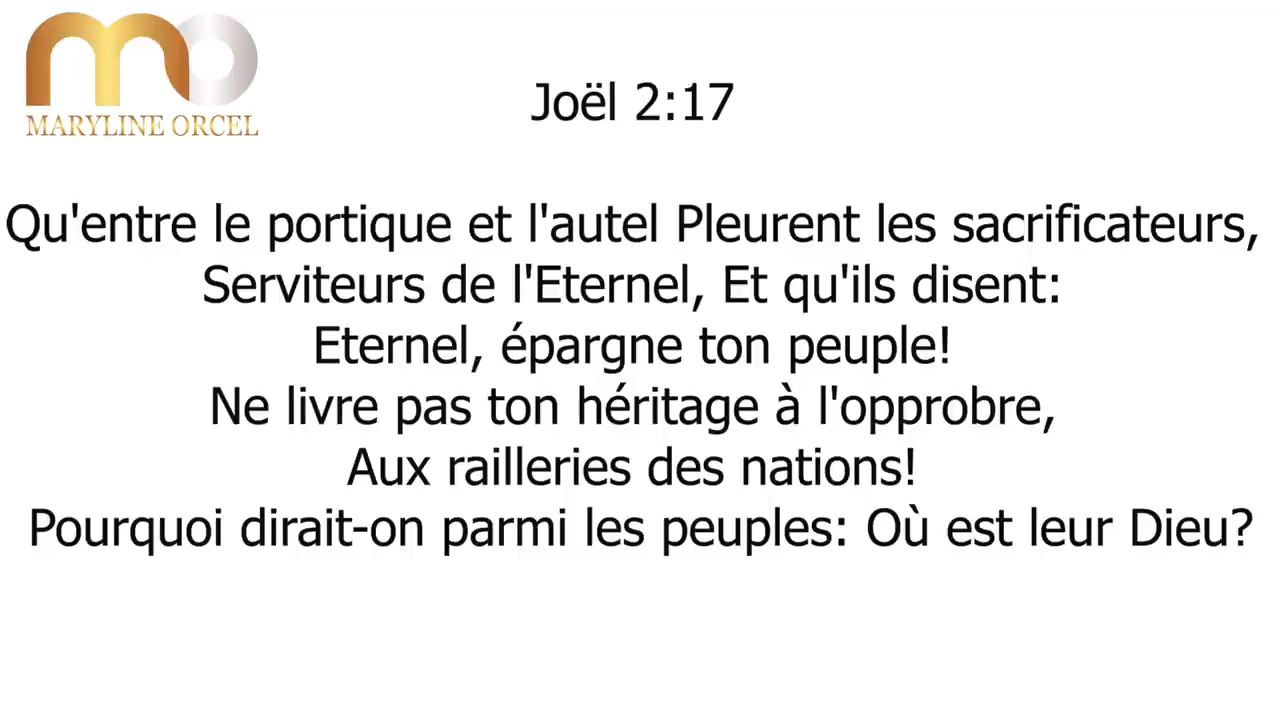 mo
MARYLINE ORCEL
Joël 2:17
Qu'entre le portique et l'autel Pleurent les sacrificateurs,
Serviteurs de l'Eternel, Et qu'ils disent:
Eternel, épargne ton peuple!
Ne livre pas ton héritage à l'opprobre,
Aux railleries des nations!
Pourquoi dirait-on parmi les peuples: Où est leur Dieu?